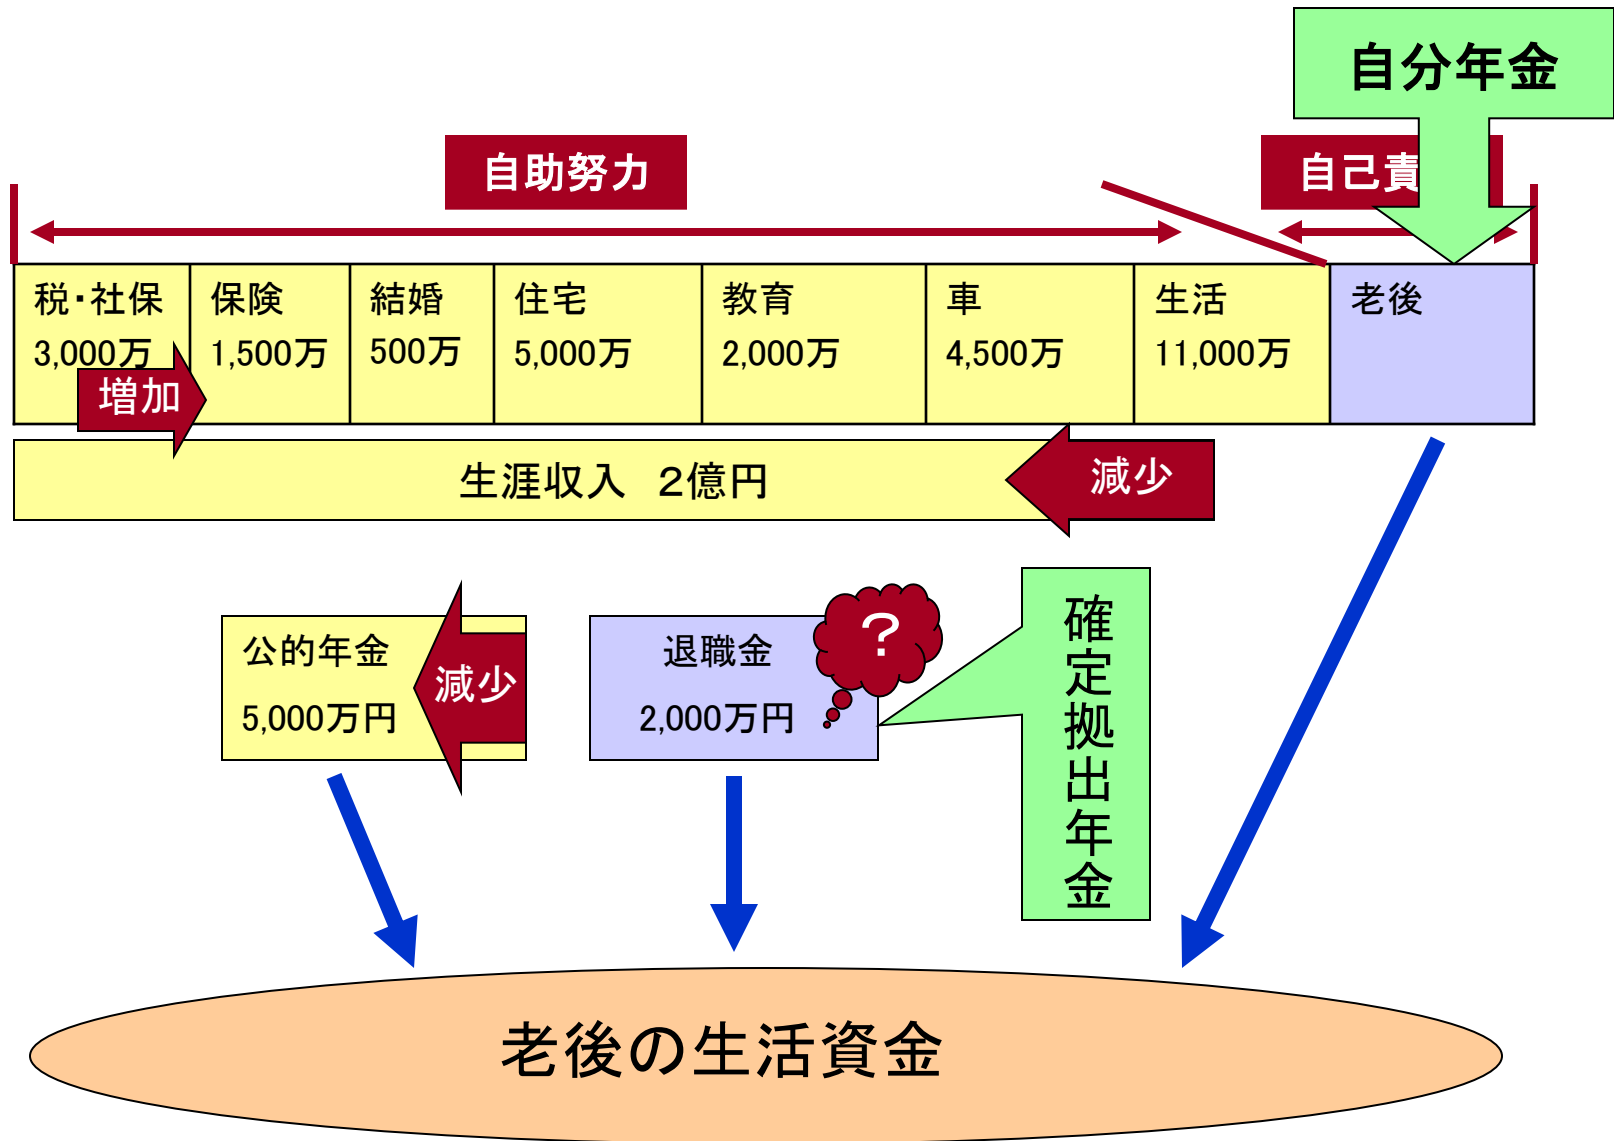 自分年金
自助努力
自己責
税・社保
3,000万
保険
1,500万
結婚
500万
住宅
5,000万
教育
2,000万
車
4,500万
生活
11,000万
老後
増加
生涯収入　２億円
減少
公的年金
5,000万円
減少
退職金
2,000万円
？
確定拠出年金
老後の生活資金